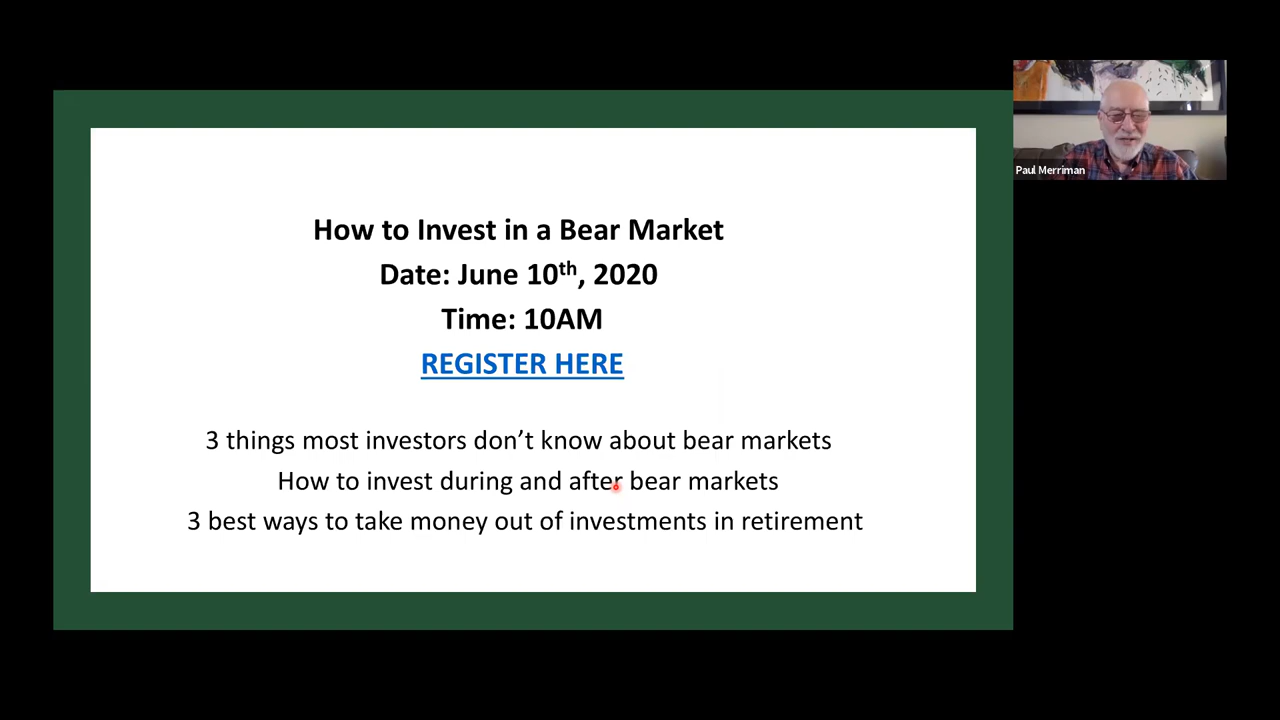 How to Invest in a Bear Market
Date: June 10th, 2020
Time: 10AM
REGISTER HERE
3 things most investors don’t know about bear markets
How to invest during and after bear markets
3 best ways to take money out of investments in retirement
Paul Merriman